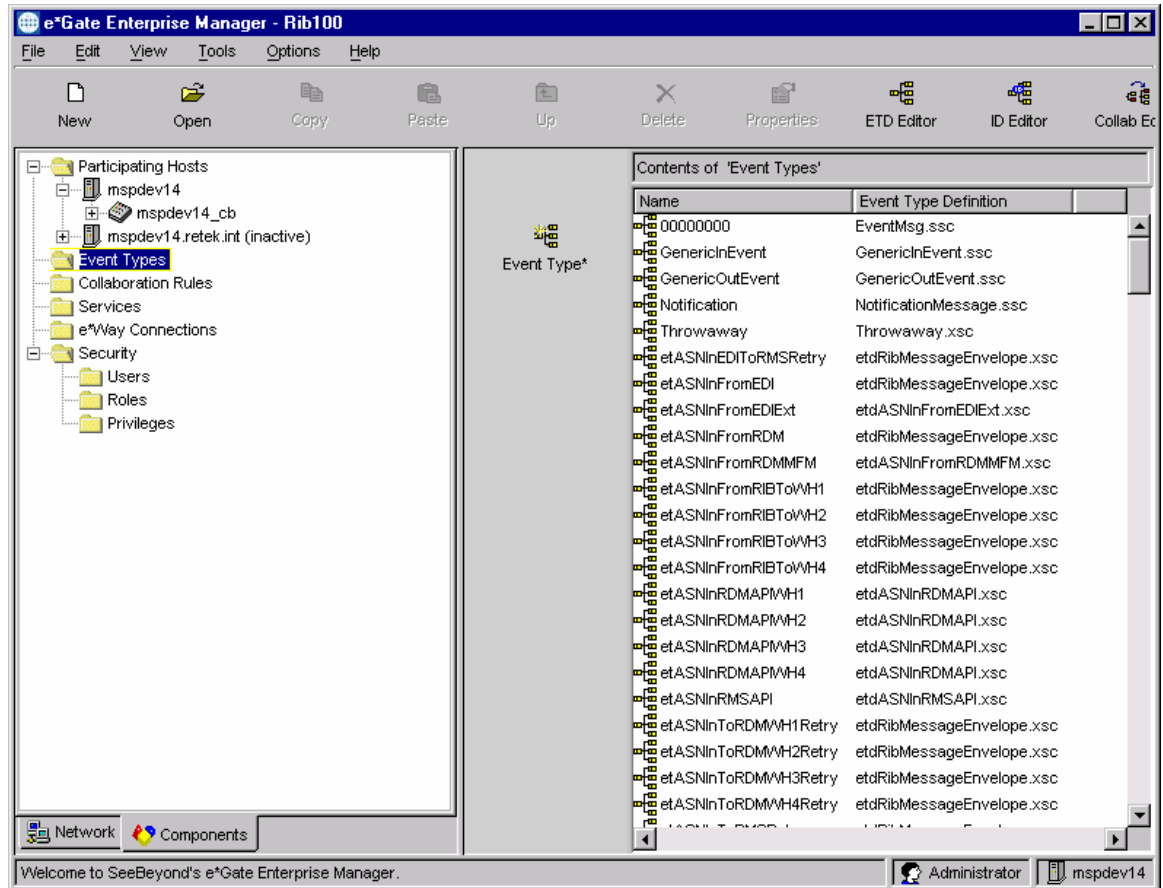 e*Gate Enterprise Manager - Rib100
File Edit View Tools Options Help
New Open Copy Paste Up Delete Properties ETD Editor ID Editor Collab Ed
Participating Hosts
mspdev14
mspdev14_cb
mspdev14.retek.int (inactive)
Event Types
Collaboration Rules
Services
e*Way Connections
Security
Users
Roles
Privileges
Event Type*
Contents of 'Event Types'
Name Event Type Definition
00000000 EventMsg.ssc
GenericInEvent GenericInEvent.ssc
GenericOutEvent GenericOutEvent.ssc
Notification NotificationMessage.ssc
Throwaway Throwaway.xsc
etASNInEDIToRMSRetry etdRibMessageEnvelope.xsc
etASNInFromEDI etdRibMessageEnvelope.xsc
etASNInFromEDIExt etdASNInFromEDIExt.xsc
etASNInFromRDM etdRibMessageEnvelope.xsc
etASNInFromRDMMFM etdASNInFromRDMMFM.xsc
etASNInFromRIBToWH1 etdRibMessageEnvelope.xsc
etASNInFromRIBToWH2 etdRibMessageEnvelope.xsc
etASNInFromRIBToWH3 etdRibMessageEnvelope.xsc
etASNInFromRIBToWH4 etdRibMessageEnvelope.xsc
etASNInRDMAPIWH1 etdASNInRDMAPI.xsc
etASNInRDMAPIWH2 etdASNInRDMAPI.xsc
etASNInRDMAPIWH3 etdASNInRDMAPI.xsc
etASNInRDMAPIWH4 etdASNInRDMAPI.xsc
etASNInRMSAPI etdASNInRMSAPI.xsc
etASNInToRDMWH1Retry etdRibMessageEnvelope.xsc
etASNInToRDMWH2Retry etdRibMessageEnvelope.xsc
etASNInToRDMWH3Retry etdRibMessageEnvelope.xsc
etASNInToRDMWH4Retry etdRibMessageEnvelope.xsc
Network Components
Welcome to SeeBeyond's e*Gate Enterprise Manager. Administrator mspdev14